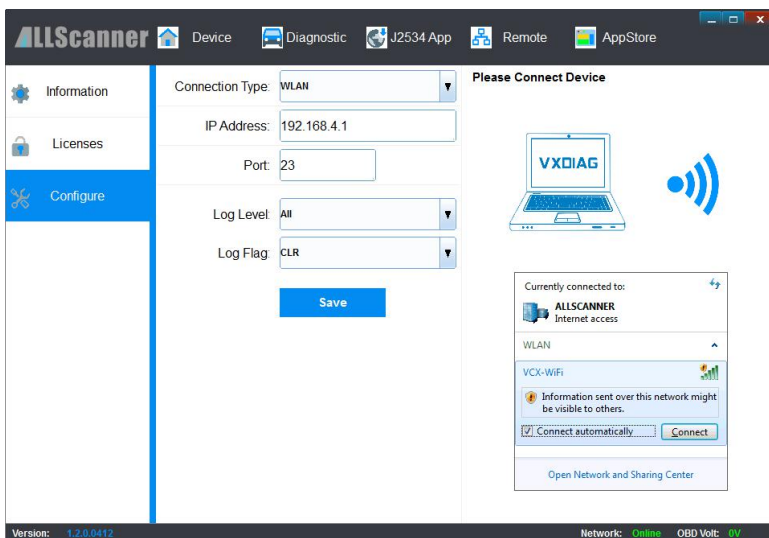 ALLScanner
Device
Diagnostic
J2534 App
Remote
AppStore
Information
Licenses
Configure
Connection Type: WLAN
IP Address: 192.168.4.1
Port: 23
Log Level: All
Log Flag: CLR
Save
Please Connect Device
VXDIAG
Currently connected to:
ALLSCANNER
Internet access
WLAN
VCX-WiFi
Information sent over this network might
be visible to others.
Connect automatically
Connect
Open Network and Sharing Center
Version: 1.2.0.0412
Network: Online OBD Volt: 0V